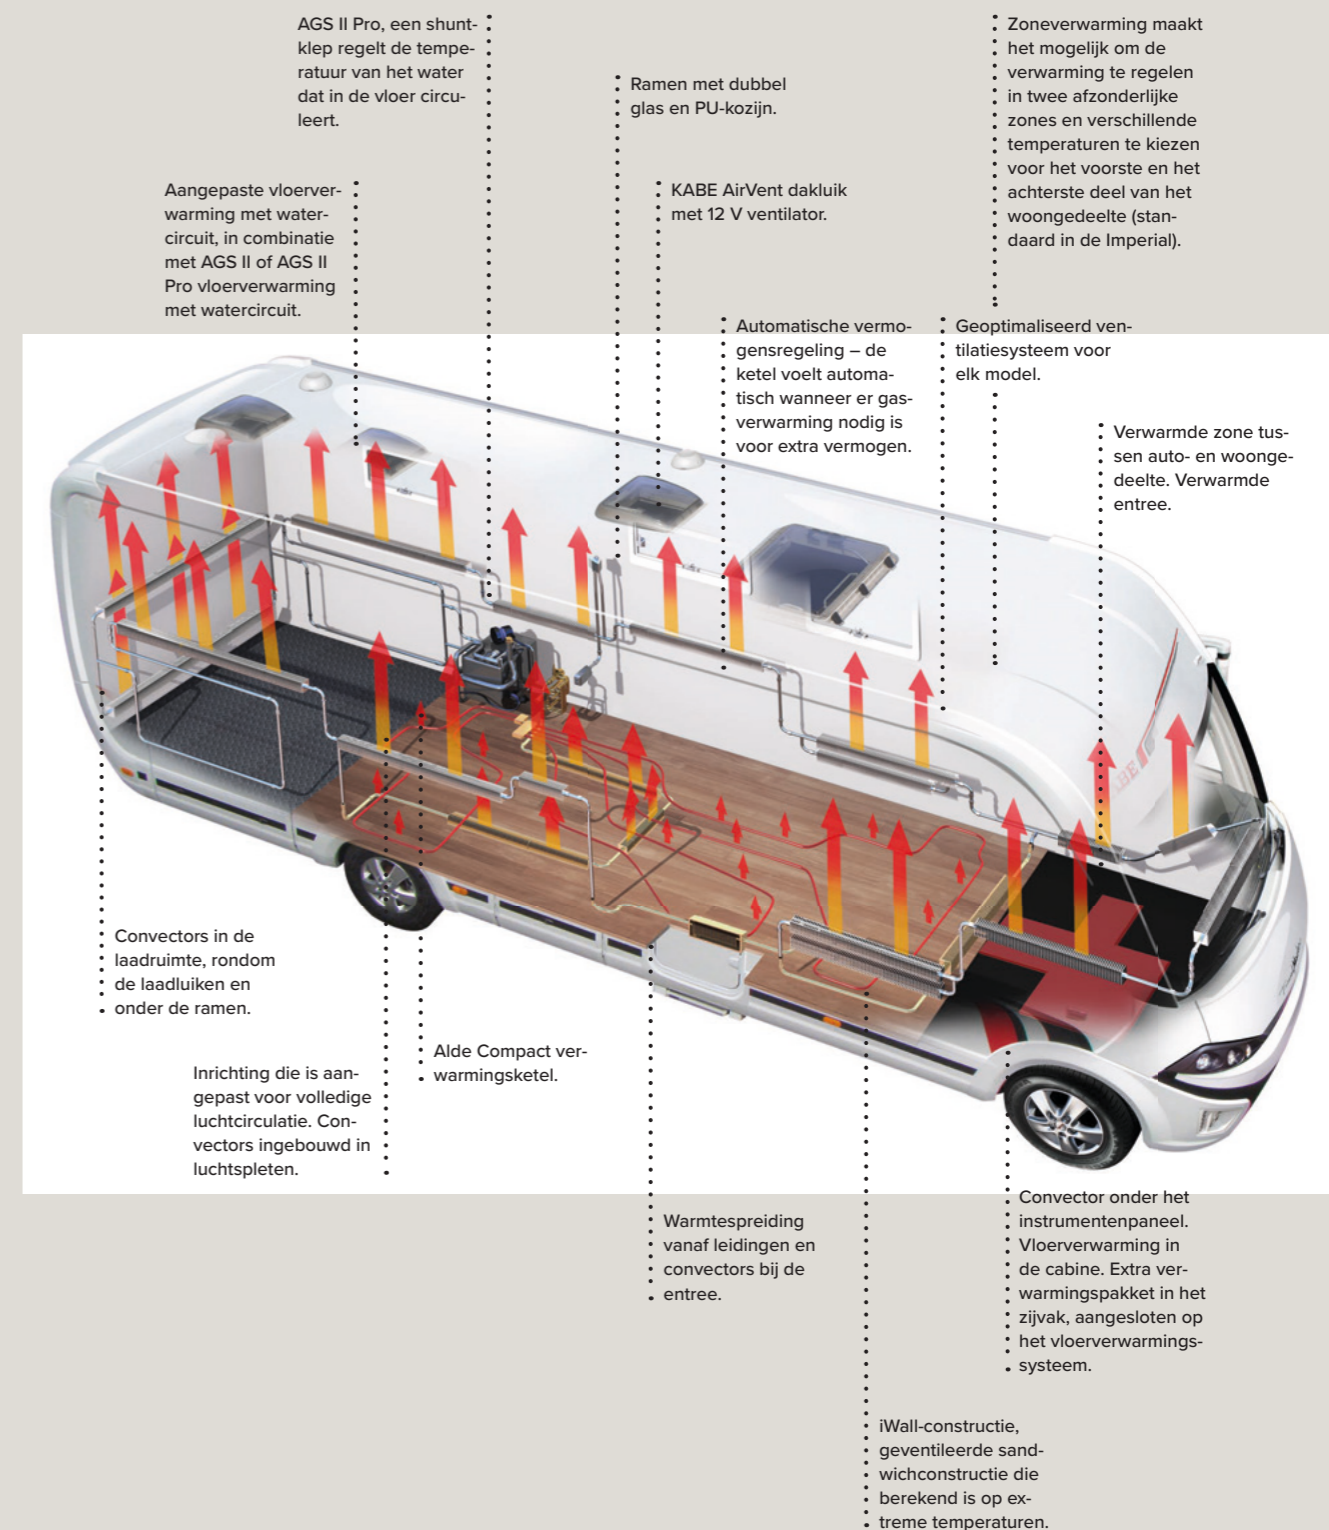 AGS II Pro, een shunt-
klep regelt de tempe-
ratuur van het water
dat in de vloer circu-
leert.
Ramen met dubbel
glas en PU-kozijn.
Zoneverwarming maakt
het mogelijk om de
verwarming te regelen
in twee afzonderlijke
zones en verschillende
temperaturen te kiezen
voor het voorste en het
achterste deel van het
woongedeelte (stan-
daard in de Imperial).
Aangepaste vloerver-
warming met water-
circuit, in combinatie
met AGS II of AGS II
Pro vloerverwarming
met watercircuit.
KABE AirVent dakluik
met 12 V ventilator.
Automatische vermo-
gensregeling – de
ketel voelt automa-
tisch wanneer er gas-
verwarming nodig is
voor extra vermogen.
Geoptimaliseerd ven-
tilatiesysteem voor
elk model.
Verwarmde zone tus-
sen auto- en woonge-
deelte. Verwarmde
entree.
Convectors in de
laadruimte, rondom
de laadluiken en
onder de ramen.
Inrichting die is aan-
gepast voor volledige
luchtcirculatie. Con-
vectors ingebouwd in
luchtspleten.
Alde Compact ver-
warmingsketel.
Warmtespreiding
vanaf leidingen en
convectors bij de
entree.
Convector onder het
instrumentenpaneel.
Vloerverwarming in
de cabine. Extra ver-
warmingspakket in het
zijvak, aangesloten op
het vloerverwarmings-
systeem.
iWall-constructie,
geventileerde sand-
wichconstructie die
berekend is op ex-
treme temperaturen.